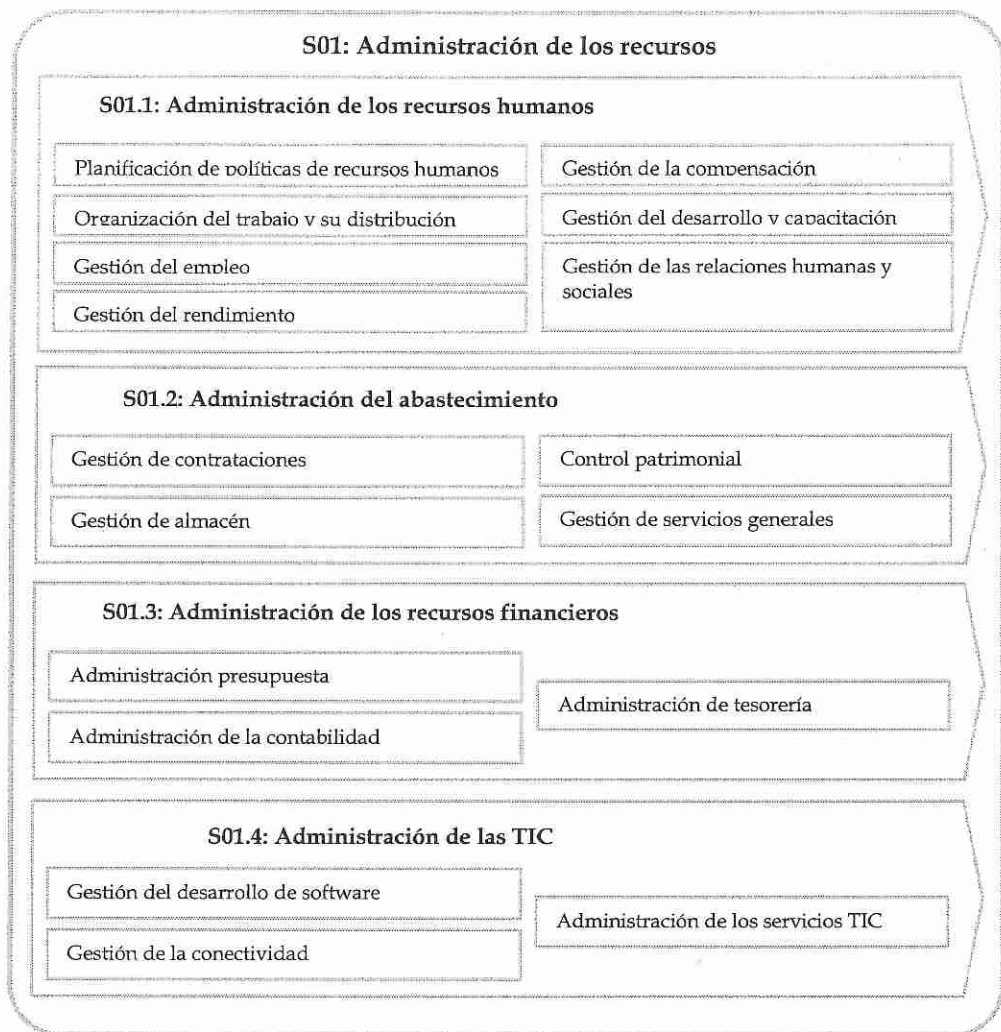 S01: Administración de los recursos
S01.1: Administración de los recursos humanos
Planificación de políticas de recursos humanos
Organización del trabajo y su distribución
Gestión del empleo
Gestión del rendimiento
Gestión de la compensación
Gestión del desarrollo y capacitación
Gestión de las relaciones humanas y
sociales
S01.2: Administración del abastecimiento
Gestión de contrataciones
Gestión de almacén
Control patrimonial
Gestión de servicios generales
S01.3: Administración de los recursos financieros
Administración presupuesta
Administración de la contabilidad
Administración de tesorería
S01.4: Administración de las TIC
Gestión del desarrollo de software
Gestión de la conectividad
Administración de los servicios TIC